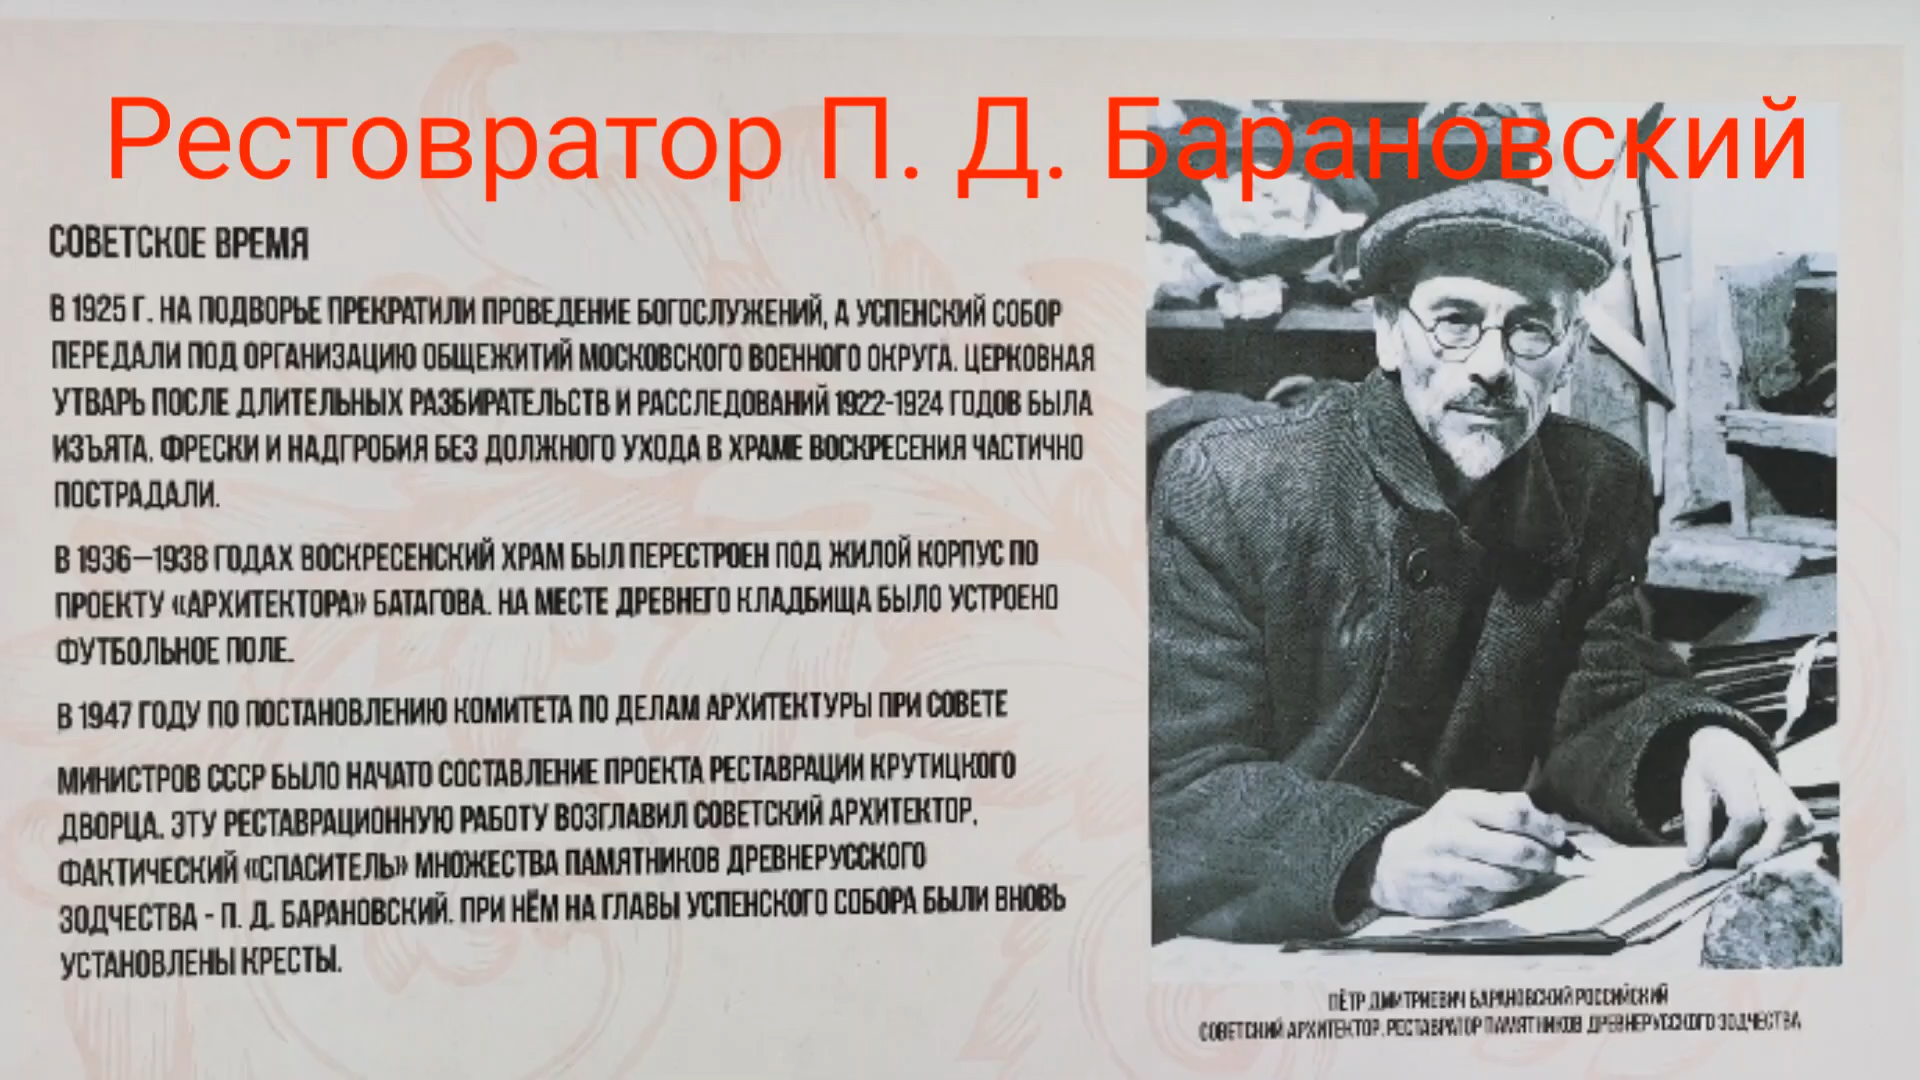 Рестовратор П. Д. Барановский
СОВЕТСКОЕ ВРЕМЯ
В 1925 Г. НА ПОДВОРЬЕ ПРЕКРАТИЛИ ПРОВЕДЕНИЕ БОГОСЛУЖЕНИЙ, А УСПЕНСКИЙ СОБОР
ПЕРЕДАЛИ ПОД ОРГАНИЗАЦИЮ ОБЩЕЖИТИЙ МОСКОВСКОГО ВОЕННОГО ОКРУГА. ЦЕРКОВНАЯ
УТВАРЬ ПОСЛЕ ДЛИТЕЛЬНЫХ РАЗБИРАТЕЛЬСТВ И РАССЛЕДОВАНИЙ 1922-1924 ГОДОВ БЫЛА
ИЗЪЯТА. ФРЕСКИ И НАДГРОБИЯ БЕЗ ДОЛЖНОГО УХОДА В ХРАМЕ ВОСКРЕСЕНИЯ ЧАСТИЧНО
ПОСТРАДАЛИ.
В 1936–1938 ГОДАХ ВОСКРЕСЕНСКИЙ ХРАМ БЫЛ ПЕРЕСТРОЕН ПОД ЖИЛОЙ КОРПУС ПО
ПРОЕКТУ «АРХИТЕКТОРА» БАТАГОВА. НА МЕСТЕ ДРЕВНЕГО КЛАДБИЩА БЫЛО УСТРОЕНО
ФУТБОЛЬНОЕ ПОЛЕ.
В 1947 ГОДУ ПО ПОСТАНОВЛЕНИЮ КОМИТЕТА ПО ДЕЛАМ АРХИТЕКТУРЫ ПРИ СОВЕТЕ
МИНИСТРОВ СССР БЫЛО НАЧАТО СОСТАВЛЕНИЕ ПРОЕКТА РЕСТАВРАЦИИ КРУТИЦКОГО
ДВОРЦА. ЭТУ РЕСТАВРАЦИОННУЮ РАБОТУ ВОЗГЛАВИЛ СОВЕТСКИЙ АРХИТЕКТОР,
ФАКТИЧЕСКИЙ «СПАСИТЕЛЬ» МНОЖЕСТВА ПАМЯТНИКОВ ДРЕВНЕРУССКОГО
ЗОДЧЕСТВА - П. Д. БАРАНОВСКИЙ. ПРИ НЁМ НА ГЛАВЫ УСПЕНСКОГО СОБОРА БЫЛИ ВНОВЬ
УСТАНОВЛЕНЫ КРЕСТЫ.
ПЁТР ДМИТРИЕВИЧ БАРАНОВСКИЙ РОССИЙСКИЙ
СОВЕТСКИЙ АРХИТЕКТОР, РЕСТАВРАТОР ПАМЯТНИКОВ ДРЕВНЕРУССКОГО ЗОДЧЕСТВА